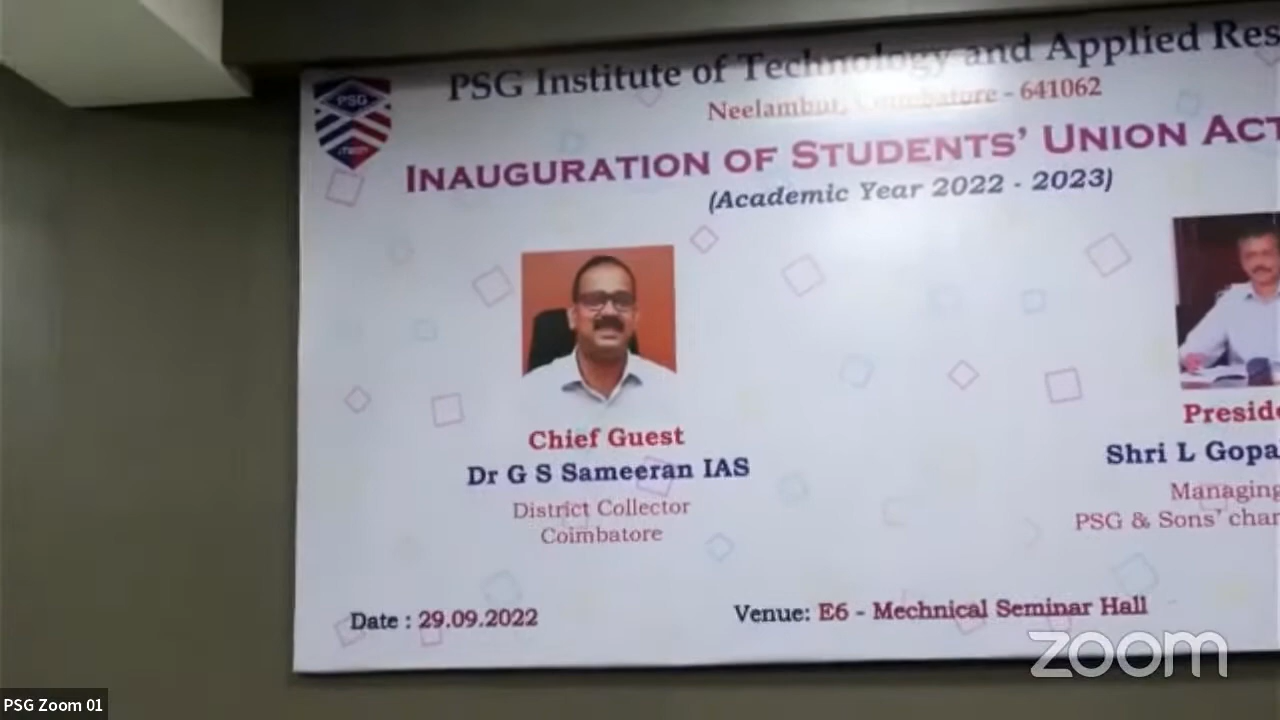 PSG Institute of Technology and Applied Res
Neelambur, Coimbatore - 641062
INAUGURATION OF STUDENTS' UNION ACT
(Academic Year 2022 - 2023)
PSG
iTech
Chief Guest
Dr G S Sameeran IAS
District Collector
Coimbatore
Preside
Shri L Gopa
Managing
PSG & Sons' char
Date : 29.09.2022
Venue: E6 - Mechnical Seminar Hall
zoom
PSG Zoom 01